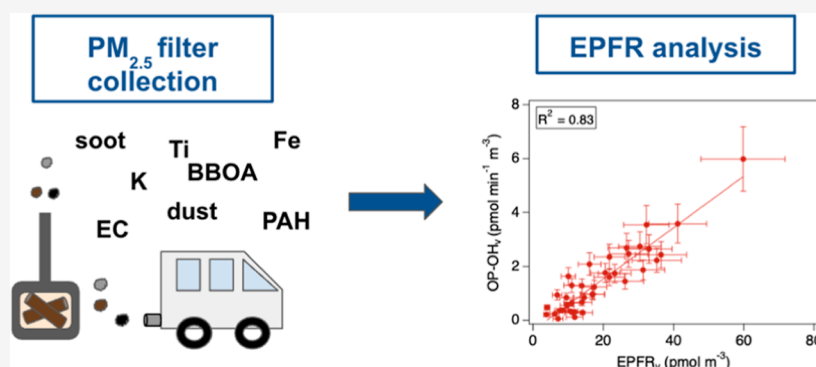 PM2.5 filter
collection
EPFR analysis
soot
Ti
Fe
K
BBOA
dust
EC
PAH
R² = 0.83
8
6
4
2
0
OP-OHᵥ (pmol min⁻¹ m⁻³)
0
20
40
60
80
EPFRᵥ (pmol m⁻³)